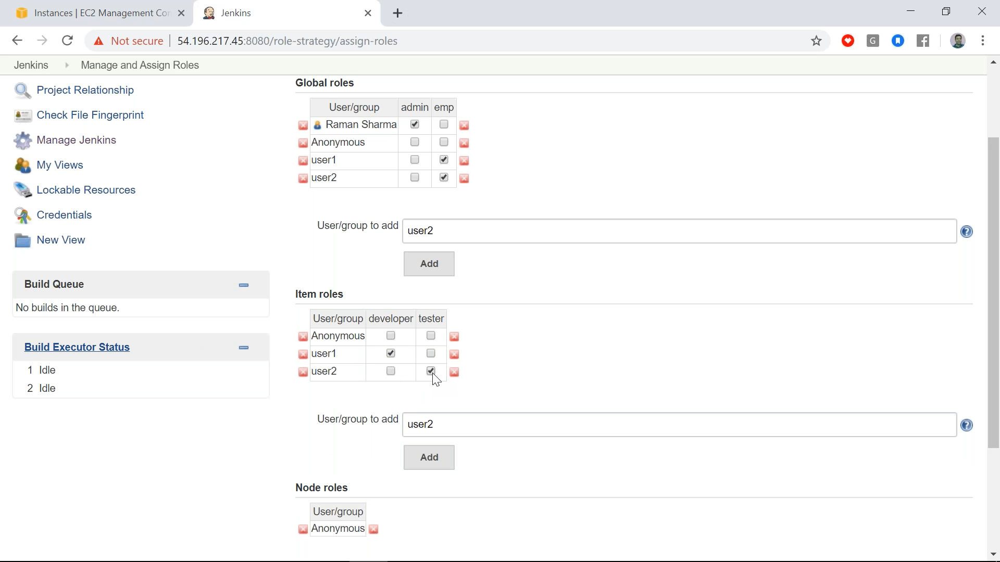 Instances | EC2 Management Con
Jenkins
Not secure
54.196.217.45:8080/role-strategy/assign-roles
G
Jenkins
Manage and Assign Roles
Project Relationship
Check File Fingerprint
Manage Jenkins
My Views
Lockable Resources
Credentials
New View
Build Queue
No builds in the queue.
Build Executor Status
1 Idle
2 Idle
Global roles
User/group admin emp
Raman Sharma
Anonymous
user1
user2
User/group to add user2
?
Add
Item roles
User/group developer tester
Anonymous
user1
user2
User/group to add user2
?
Add
Node roles
User/group
Anonymous